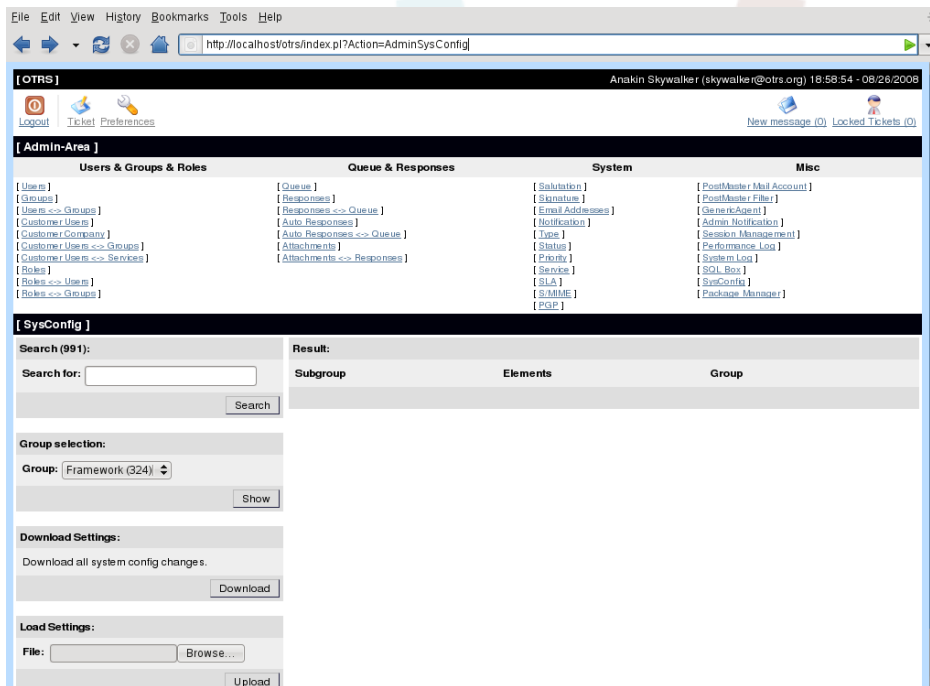 File Edit View History Bookmarks Tools Help
http://localhost/otrs/index.pl?Action=AdminSysConfig
[ OTRS ] Anakin Skywalker (skywalker@otrs.org) 18:58:54 - 08/26/2008
Logout Ticket Preferences New message (0) Locked Tickets (0)
[ Admin-Area ]
Users & Groups & Roles Queue & Responses System Misc
[ Users ] [ Queue ] [ Salutation ] [ PostMaster Mail Account ]
[ Groups ] [ Responses ] [ Signature ] [ PostMaster Filter ]
[ Users <-> Groups ] [ Responses <-> Queue ] [ Email Addresses ] [ GenericAgent ]
[ Customer Users ] [ Auto Responses ] [ Notification ] [ Admin Notification ]
[ Customer Company ] [ Auto Responses <-> Queue ] [ Type ] [ Session Management ]
[ Customer Users <-> Groups ] [ Attachments ] [ Status ] [ Performance Log ]
[ Customer Users <-> Services ] [ Attachments <-> Responses ] [ Priority ] [ System Log ]
[ Roles ] [ Service ] [ SQL Box ]
[ Roles <-> Users ] [ SLA ] [ SysConfig ]
[ Roles <-> Groups ] [ S/MIME ] [ Package Manager ]
[ PGP ]
[ SysConfig ]
Search (991): Result:
Search for: Subgroup Elements Group
Search
Group selection:
Group: Framework (324)
Show
Download Settings:
Download all system config changes.
Download
Load Settings:
File: Browse...
Upload